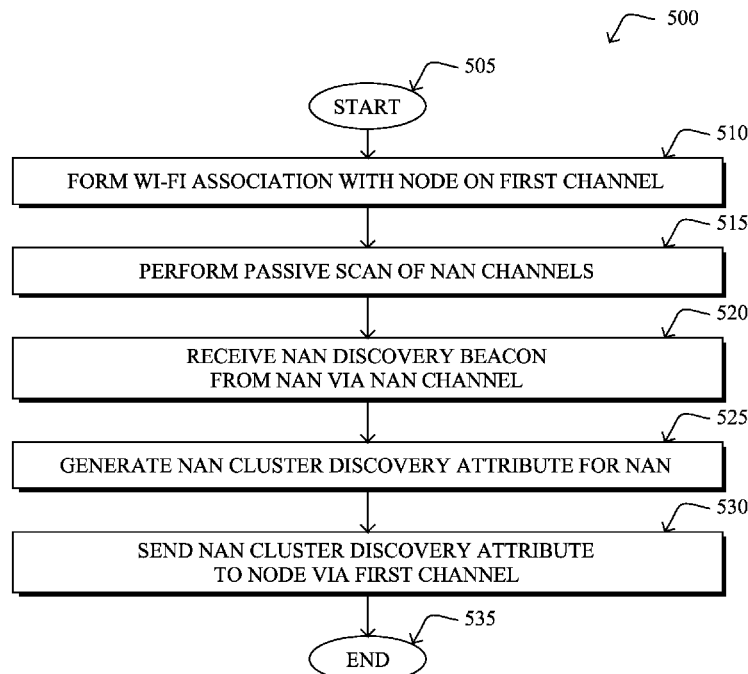 500
505
START
510
FORM WI-FI ASSOCIATION WITH NODE ON FIRST CHANNEL
515
PERFORM PASSIVE SCAN OF NAN CHANNELS
520
RECEIVE NAN DISCOVERY BEACON
FROM NAN VIA NAN CHANNEL
525
GENERATE NAN CLUSTER DISCOVERY ATTRIBUTE FOR NAN
530
SEND NAN CLUSTER DISCOVERY ATTRIBUTE
TO NODE VIA FIRST CHANNEL
535
END